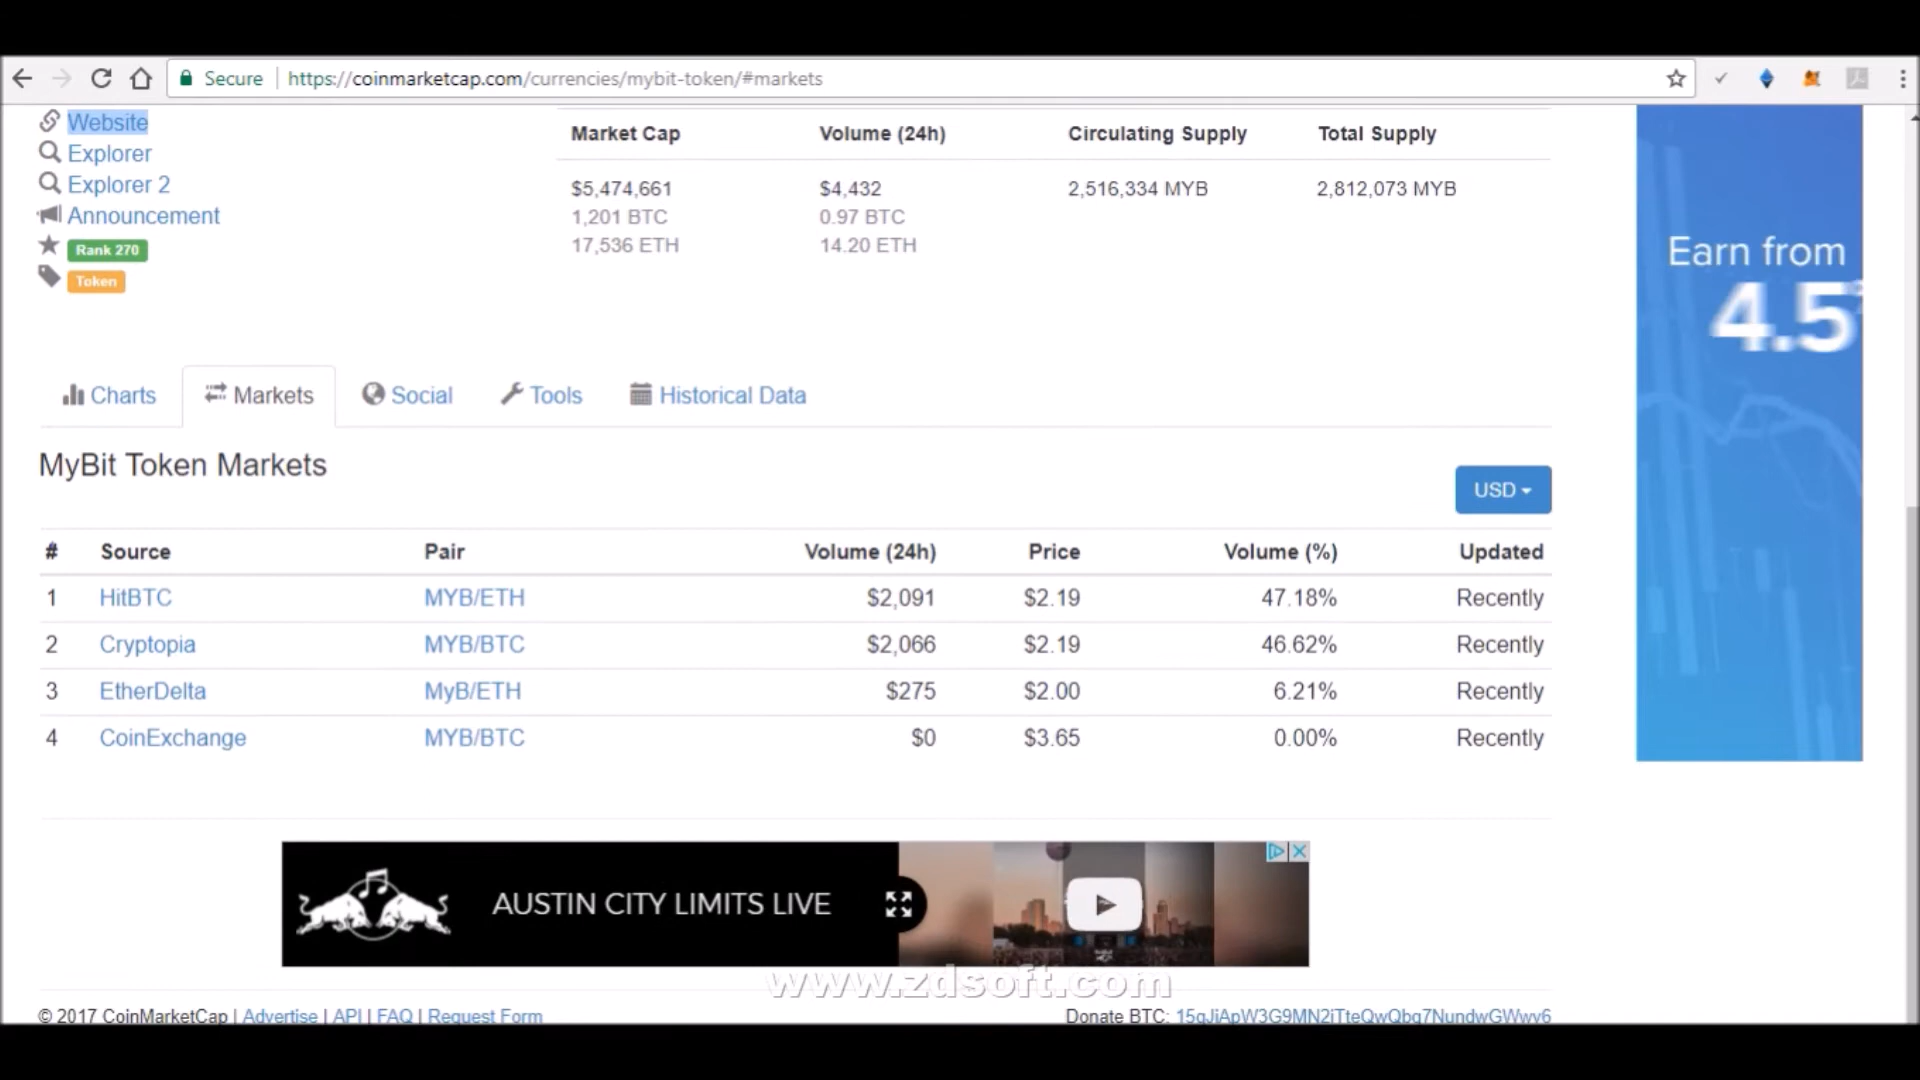 Secure https://coinmarketcap.com/currencies/mybit-token/#markets
Website
Explorer
Explorer 2
Announcement
Rank 270
Token
Market Cap Volume (24h) Circulating Supply Total Supply
$5,474,661 $4,432 2,516,334 MYB 2,812,073 MYB
1,201 BTC 0.97 BTC
17,536 ETH 14.20 ETH
Earn from
4.5
Charts Markets Social Tools Historical Data
MyBit Token Markets
USD
# Source Pair Volume (24h) Price Volume (%) Updated
1 HitBTC MYB/ETH $2,091 $2.19 47.18% Recently
2 Cryptopia MYB/BTC $2,066 $2.19 46.62% Recently
3 EtherDelta MyB/ETH $275 $2.00 6.21% Recently
4 CoinExchange MYB/BTC $0 $3.65 0.00% Recently
AUSTIN CITY LIMITS LIVE
www.zdsoft.com
© 2017 CoinMarketCap | Advertise | API | FAQ | Request Form
Donate BTC: